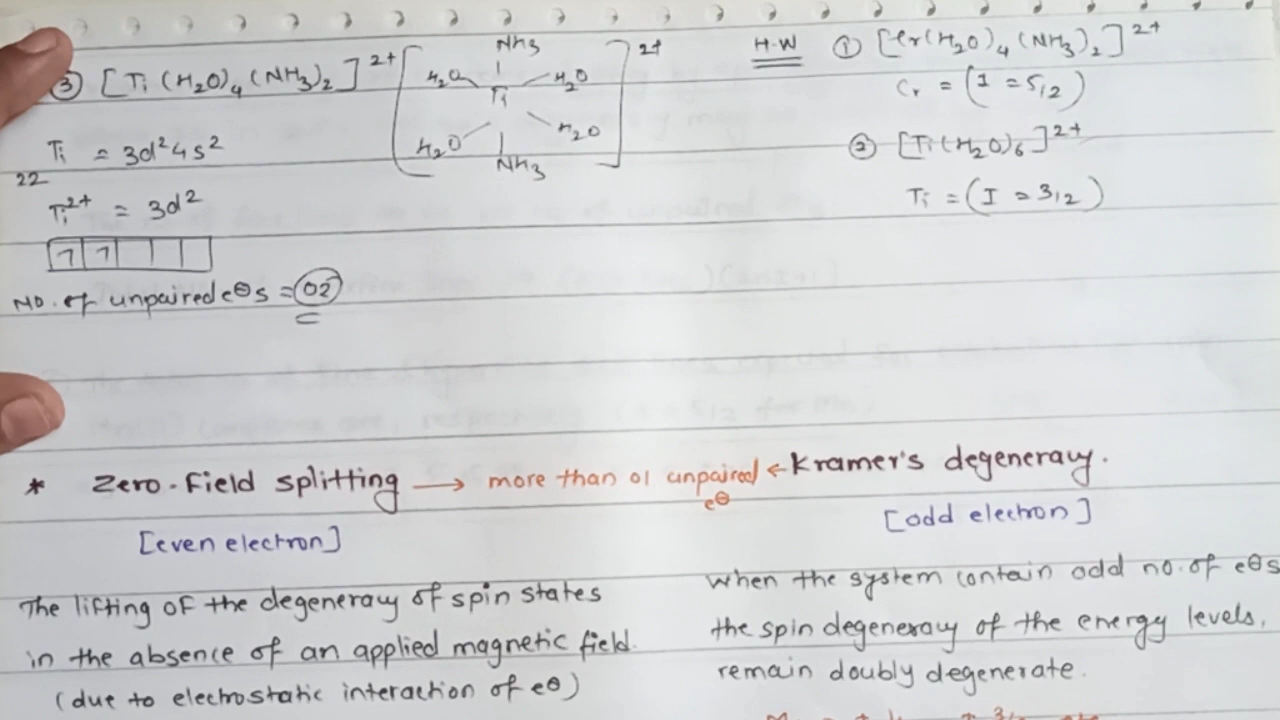 ③ [Ti(H₂O)₄(NH₃)₂]²⁺
NH₃
H₂O H₂O
Ti
H₂O H₂O
NH₃
2+
Ti = 3d²4s²
22
Ti²⁺ = 3d²
1 1
No. of unpaired e⊖s = 02
H.W ① [Cr(H₂O)₄(NH₃)₂]²⁺
Cr = (I = 5/2)
② [Ti(H₂O)₆]²⁺
Ti = (I = 3/2)
* Zero-field splitting → more than 01 unpaired e⊖ ← Kramer's degeneracy.
[even electron]
The lifting of the degeneracy of spin states
in the absence of an applied magnetic field.
(due to electrostatic interaction of e⊖)
[odd electron]
When the system contain odd no. of e⊖s
the spin degeneracy of the energy levels,
remain doubly degenerate.